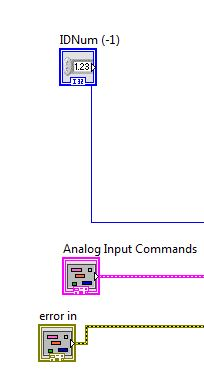 IDNum (-1)
1.23
I32
Analog Input Commands
error in